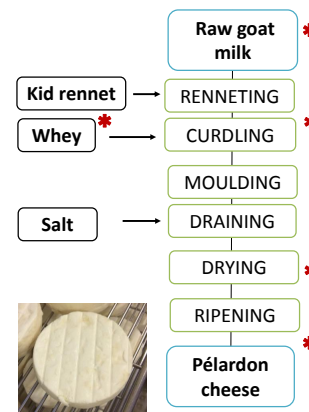 Raw goat
milk
Kid rennet
RENNETING
Whey
CURDLING
MOULDING
Salt
DRAINING
DRYING
RIPENING
Pélardon
cheese